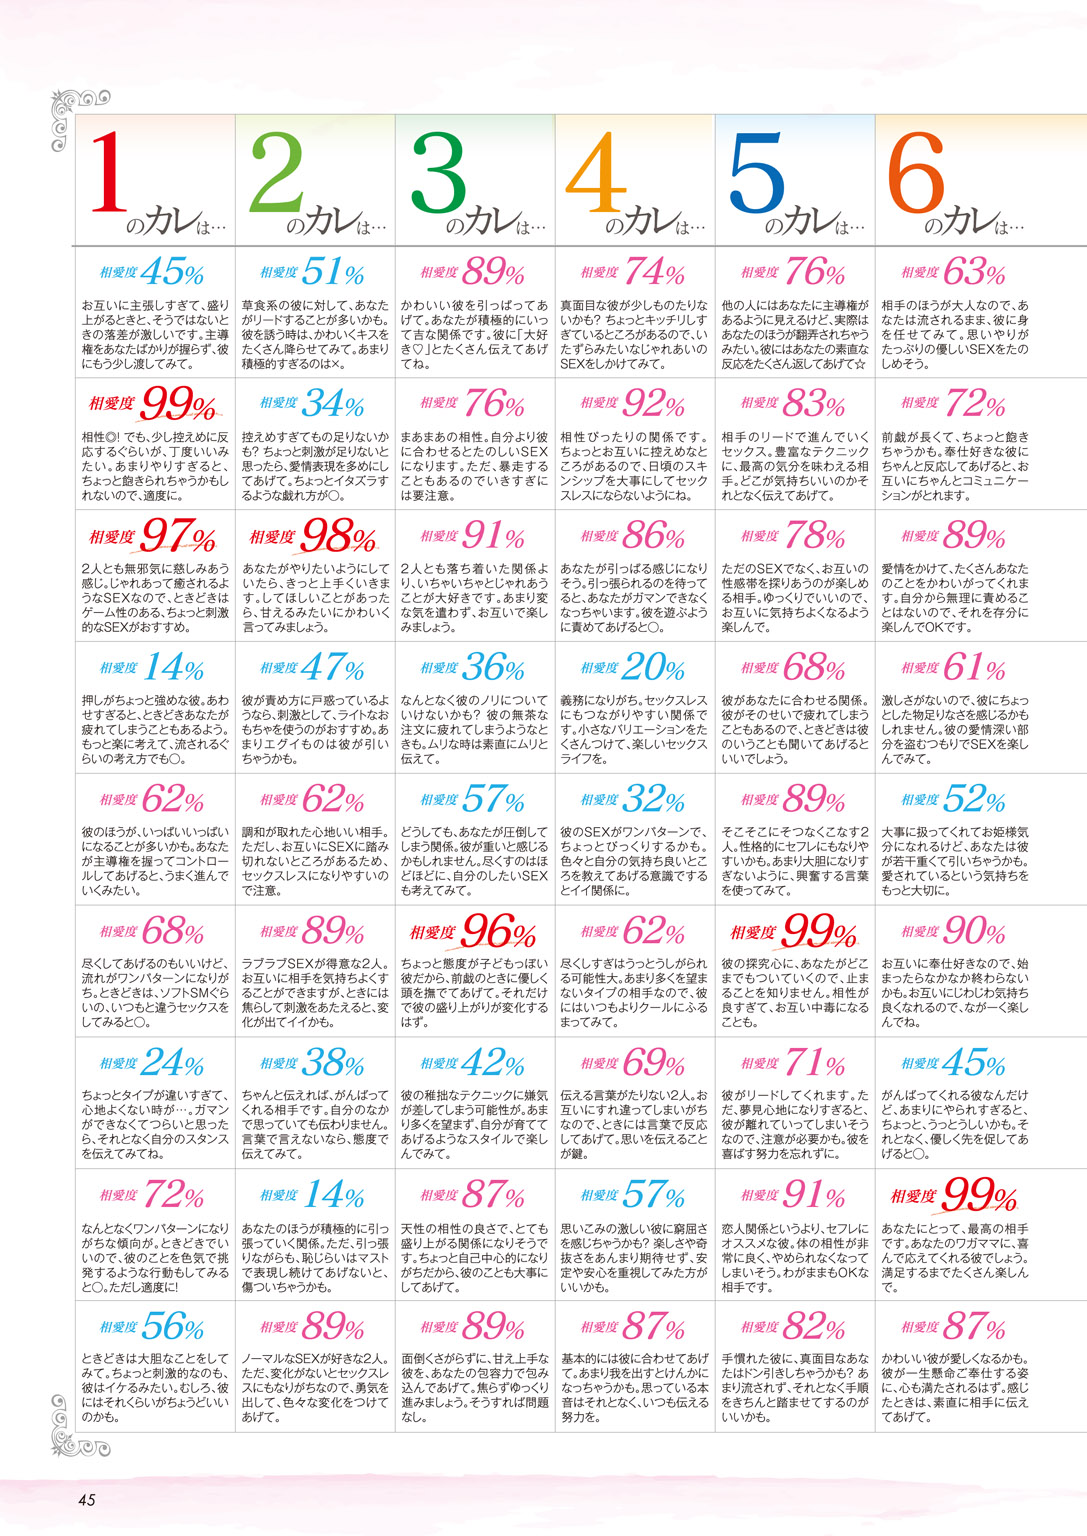 1のカレは…
2のカレは…
3のカレは…
4のカレは…
5のカレは…
6のカレは…
相愛度45%
お互いに主張しすぎて、盛り
上がるときと、そうではないと
きの落差が激しいです。主導
権をあなたばかりが握らず、彼
にもう少し渡してみて。
相愛度51%
草食系の彼に対して、あなた
がリードすることが多いかも。
彼を誘う時は、かわいくキスを
たくさん降らせてみて。あまり
積極的すぎるのは×。
相愛度89%
かわいい彼を引っぱってあ
げて。あなたが積極的にいっ
て吉な関係です。彼に「大好
き♡」とたくさん伝えてあげ
てね。
相愛度74%
真面目な彼が少しものたりな
いかも? ちょっとキッチリしす
ぎているところがあるので、い
たずらみたいなじゃれあいの
SEXをしかけてみて。
相愛度76%
他の人にはあなたに主導権が
あるように見えるけど、実際は
あなたのほうが翻弄されちゃう
みたい。彼にはあなたの素直な
反応をたくさん返してあげて☆
相愛度63%
相手のほうが大人なので、あ
なたは流されるまま、彼に身
を任せてみて。思いやりが
たっぷりの優しいSEXをたの
しめそう。
相愛度99%
相性◎! でも、少し控えめに反
応するぐらいが、丁度いいみ
たい。あまりやりすぎると、
ちょっと飽きられちゃうかもし
れないので、適度に。
相愛度34%
控えめすぎてもの足りないか
も? ちょっと刺激が足りないと
思ったら、愛情表現を多めにし
てあげて。ちょっとイタズラす
るような戯れ方が〇。
相愛度76%
まあまあの相性。自分より彼
に合わせるとたのしいSEX
になります。ただ、暴走する
こともあるのでいきすぎに
は要注意。
相愛度92%
相性ぴったりの関係です。
ちょっとお互いに控えめなと
ころがあるので、日頃のスキ
ンシップを大事にしてセック
スレスにならないようにね。
相愛度83%
相手のリードで進んでいく
セックス。豊富なテクニック
に、最高の気分を味わえる相
手。どこが気持ちいいのかそ
れとなく伝えてあげて。
相愛度72%
前戯が長くて、ちょっと飽き
ちゃうかも。奉仕好きな彼に
ちゃんと反応してあげると、お
互いにちゃんとコミュニケー
ションがとれます。
相愛度97%
2人とも無邪気に慈しみあう
感じ。じゃれあって癒されるよ
うなSEXなので、ときどきは
ゲーム性のある、ちょっと刺激
的なSEXがおすすめ。
相愛度98%
あなたがやりたいようにして
いたら、きっと上手くいきま
す。してほしいことがあった
ら、甘えるみたいにかわいく
言ってみましょう。
相愛度91%
2人とも落ち着いた関係よ
り、いちゃいちゃとじゃれあう
ことが大好きです。あまり変
な気を遣わず、お互いで楽し
みましょう。
相愛度86%
あなたが引っぱる感じになり
そう。引っ張られるのを待って
ると、あなたがガマンできなく
なっちゃいます。彼を遊ぶよう
に責めてあげると〇。
相愛度78%
ただのSEXでなく、お互いの
性感帯を探りあうのが楽しめ
る相手。ゆっくりでいいので、
お互いに気持ちよくなるよう
楽しんで。
相愛度89%
愛情をかけて、たくさんあなた
のことをかわいがってくれま
す。自分から無理に責めるこ
とはないので、それを存分に
楽しんでOKです。
相愛度14%
押しがちょっと強めな彼。あわ
せすぎると、ときどきあなたが
疲れてしまうこともあるよう。
もっと楽に考えて、流されるぐ
らいの考え方でも〇。
相愛度47%
彼が責め方に戸惑っているよ
うなら、刺激として、ライトなお
もちゃを使うのがおすすめ。あ
まりエグイものは彼が引い
ちゃうかも。
相愛度36%
なんとなく彼のノリについて
いけないかも? 彼の無茶な
注文に疲れてしまうようなと
きも。ムリな時は素直にムリと
伝えて。
相愛度20%
義務になりがち。セックスレス
にもつながりやすい関係で
す。小さなバリエーションをた
くさんつけて、楽しいセックス
ライフを。
相愛度68%
彼があなたに合わせる関係。
彼がそのせいで疲れてしまう
こともあるので、ときどきは彼
のいうことも聞いてあげると
いいでしょう。
相愛度61%
激しさがないので、彼にちょっ
とした物足りなさを感じるかも
しれません。彼の愛情深い部
分を盗むつもりでSEXを楽し
んでみて。
相愛度62%
彼のほうが、いっぱいいっぱい
になることが多いかも。あなた
が主導権を握ってコントロー
ルしてあげると、うまく進んで
いくみたい。
相愛度62%
調和が取れた心地いい相手。
ただし、お互いにSEXに踏み
切れないところがあるため、
セックスレスになりやすいの
で注意。
相愛度57%
どうしても、あなたが圧倒して
しまう関係。彼が重いと感じる
かもしれません。尽くすのはほ
どほどに、自分のしたいSEX
も考えてみて。
相愛度32%
彼のSEXがワンパターンで、
ちょっとびっくりするかも。
色々と自分の気持ち良いとこ
ろを教えてあげる意識でする
とイイ関係に。
相愛度89%
そこそこにそつなくこなす2
人。性格的にセフレにもなりや
すいかも。あまり大胆になりす
ぎないように、興奮する言葉
を使ってみて。
相愛度52%
大事に扱ってくれてお姫様気
分になれるけど、あなたは彼
が若干重くて引いちゃうかも。
愛されているという気持ちを
もっと大切に。
相愛度68%
尽くしてあげるのもいいけど、
流れがワンパターンになりが
ち。ときどきは、ソフトSMぐら
いの、いつもと違うセックスを
してみると〇。
相愛度89%
ラブラブSEXが得意な2人。
お互いに相手を気持ちよくす
ることができますが、ときには
焦らして刺激をあたえると、変
化が出てイイかも。
相愛度96%
ちょっと態度が子どもっぽい
彼だから、前戯のときに優しく
頭を撫でてあげて。それだけ
で彼の盛り上がりが変化する
はず。
相愛度62%
尽くしすぎはうっとうしがられ
る可能性大。あまり多くを望ま
ないタイプの相手なので、彼
にはいつもよりクールにふる
まってみて。
相愛度99%
彼の探究心に、あなたがどこ
までもついていくので、止ま
ることを知りません。相性が
良すぎて、お互い中毒になる
ことも。
相愛度90%
お互いに奉仕好きなので、始
まったらなかなか終わらない
かも。お互いにじわじわ気持ち
良くなれるので、なが~く楽し
んでね。
相愛度24%
ちょっとタイプが違いすぎて、
心地よくない時が…。ガマン
ができなくてつらいと思った
ら、それとなく自分のスタンス
を伝えてみてね。
相愛度38%
ちゃんと伝えれば、がんばって
くれる相手です。自分のなか
で思っていても伝わりません。
言葉で言えないなら、態度で
伝えてみて。
相愛度42%
彼の稚拙なテクニックに嫌気
が差してしまう可能性が。あま
り多くを望まず、自分が育てて
あげるようなスタイルで楽し
んでみて。
相愛度69%
伝える言葉がたりない2人。お
互いにすれ違ってしまいがち
なので、ときには言葉で反応
してあげて。思いを伝えること
が鍵。
相愛度71%
彼がリードしてくれます。た
だ、夢見心地になりすぎると、
彼が離れていってしまいそう
なので、注意が必要かも。彼を
喜ばす努力を忘れずに。
相愛度45%
がんばってくれる彼なんだけ
ど、あまりにやられすぎると、
ちょっと、うっとうしいかも。そ
れとなく、優しく先を促してあ
げると〇。
相愛度72%
なんとなくワンパターンになり
がちな傾向が。ときどきでい
いので、彼のことを色気で挑
発するような行動もしてみる
と〇。ただし適度に!
相愛度14%
あなたのほうが積極的に引っ
張っていく関係。ただ、引っ張
りながらも、恥じらいはマスト
で表現し続けてあげないと、
傷ついちゃうかも。
相愛度87%
天性の相性の良さで、とても
盛り上がる関係になりそうで
す。ちょっと自己中心的になり
がちだから、彼のことも大事に
してあげて。
相愛度57%
思いこみの激しい彼に窮屈さ
を感じちゃうかも? 楽しさや奇
抜さをあんまり期待せず、安
定や安心を重視してみた方が
いいかも。
相愛度91%
恋人関係というより、セフレに
オススメな彼。体の相性が非
常に良く、やめられなくなって
しまいそう。わがままもOKな
相手です。
相愛度99%
あなたにとって、最高の相手
です。あなたのワガママに、喜
んで応えてくれる彼でしょう。
満足するまでたくさん楽しん
で。
相愛度56%
ときどきは大胆なことをして
みて。ちょっと刺激的なのも、
彼はイケるみたい。むしろ、彼
にはそれくらいがちょうどいい
のかも。
相愛度89%
ノーマルなSEXが好きな2人。
ただ、変化がないとセックスレ
スにもなりがちなので、勇気を
出して、色々な変化をつけて
あげて。
相愛度89%
面倒くさがらずに、甘え上手な
彼を、あなたの包容力で包み
込んであげて。焦らずゆっくり
進みましょう。そうすれば問題
なし。
相愛度87%
基本的には彼に合わせてあげ
て。あまり我を出すとけんかに
なっちゃうかも。思っている本
音はそれとなく、いつも伝える
努力を。
相愛度82%
手慣れた彼に、真面目なあな
たはドン引きしちゃうかも? あ
まり流されず、それとなく手順
をきちんと踏ませてするのが
いいかも。
相愛度87%
かわいい彼が愛しくなるかも。
彼が一生懸命ご奉仕する姿
に、心も満たされるはず。感じ
たときは、素直に相手に伝え
てあげて。
45